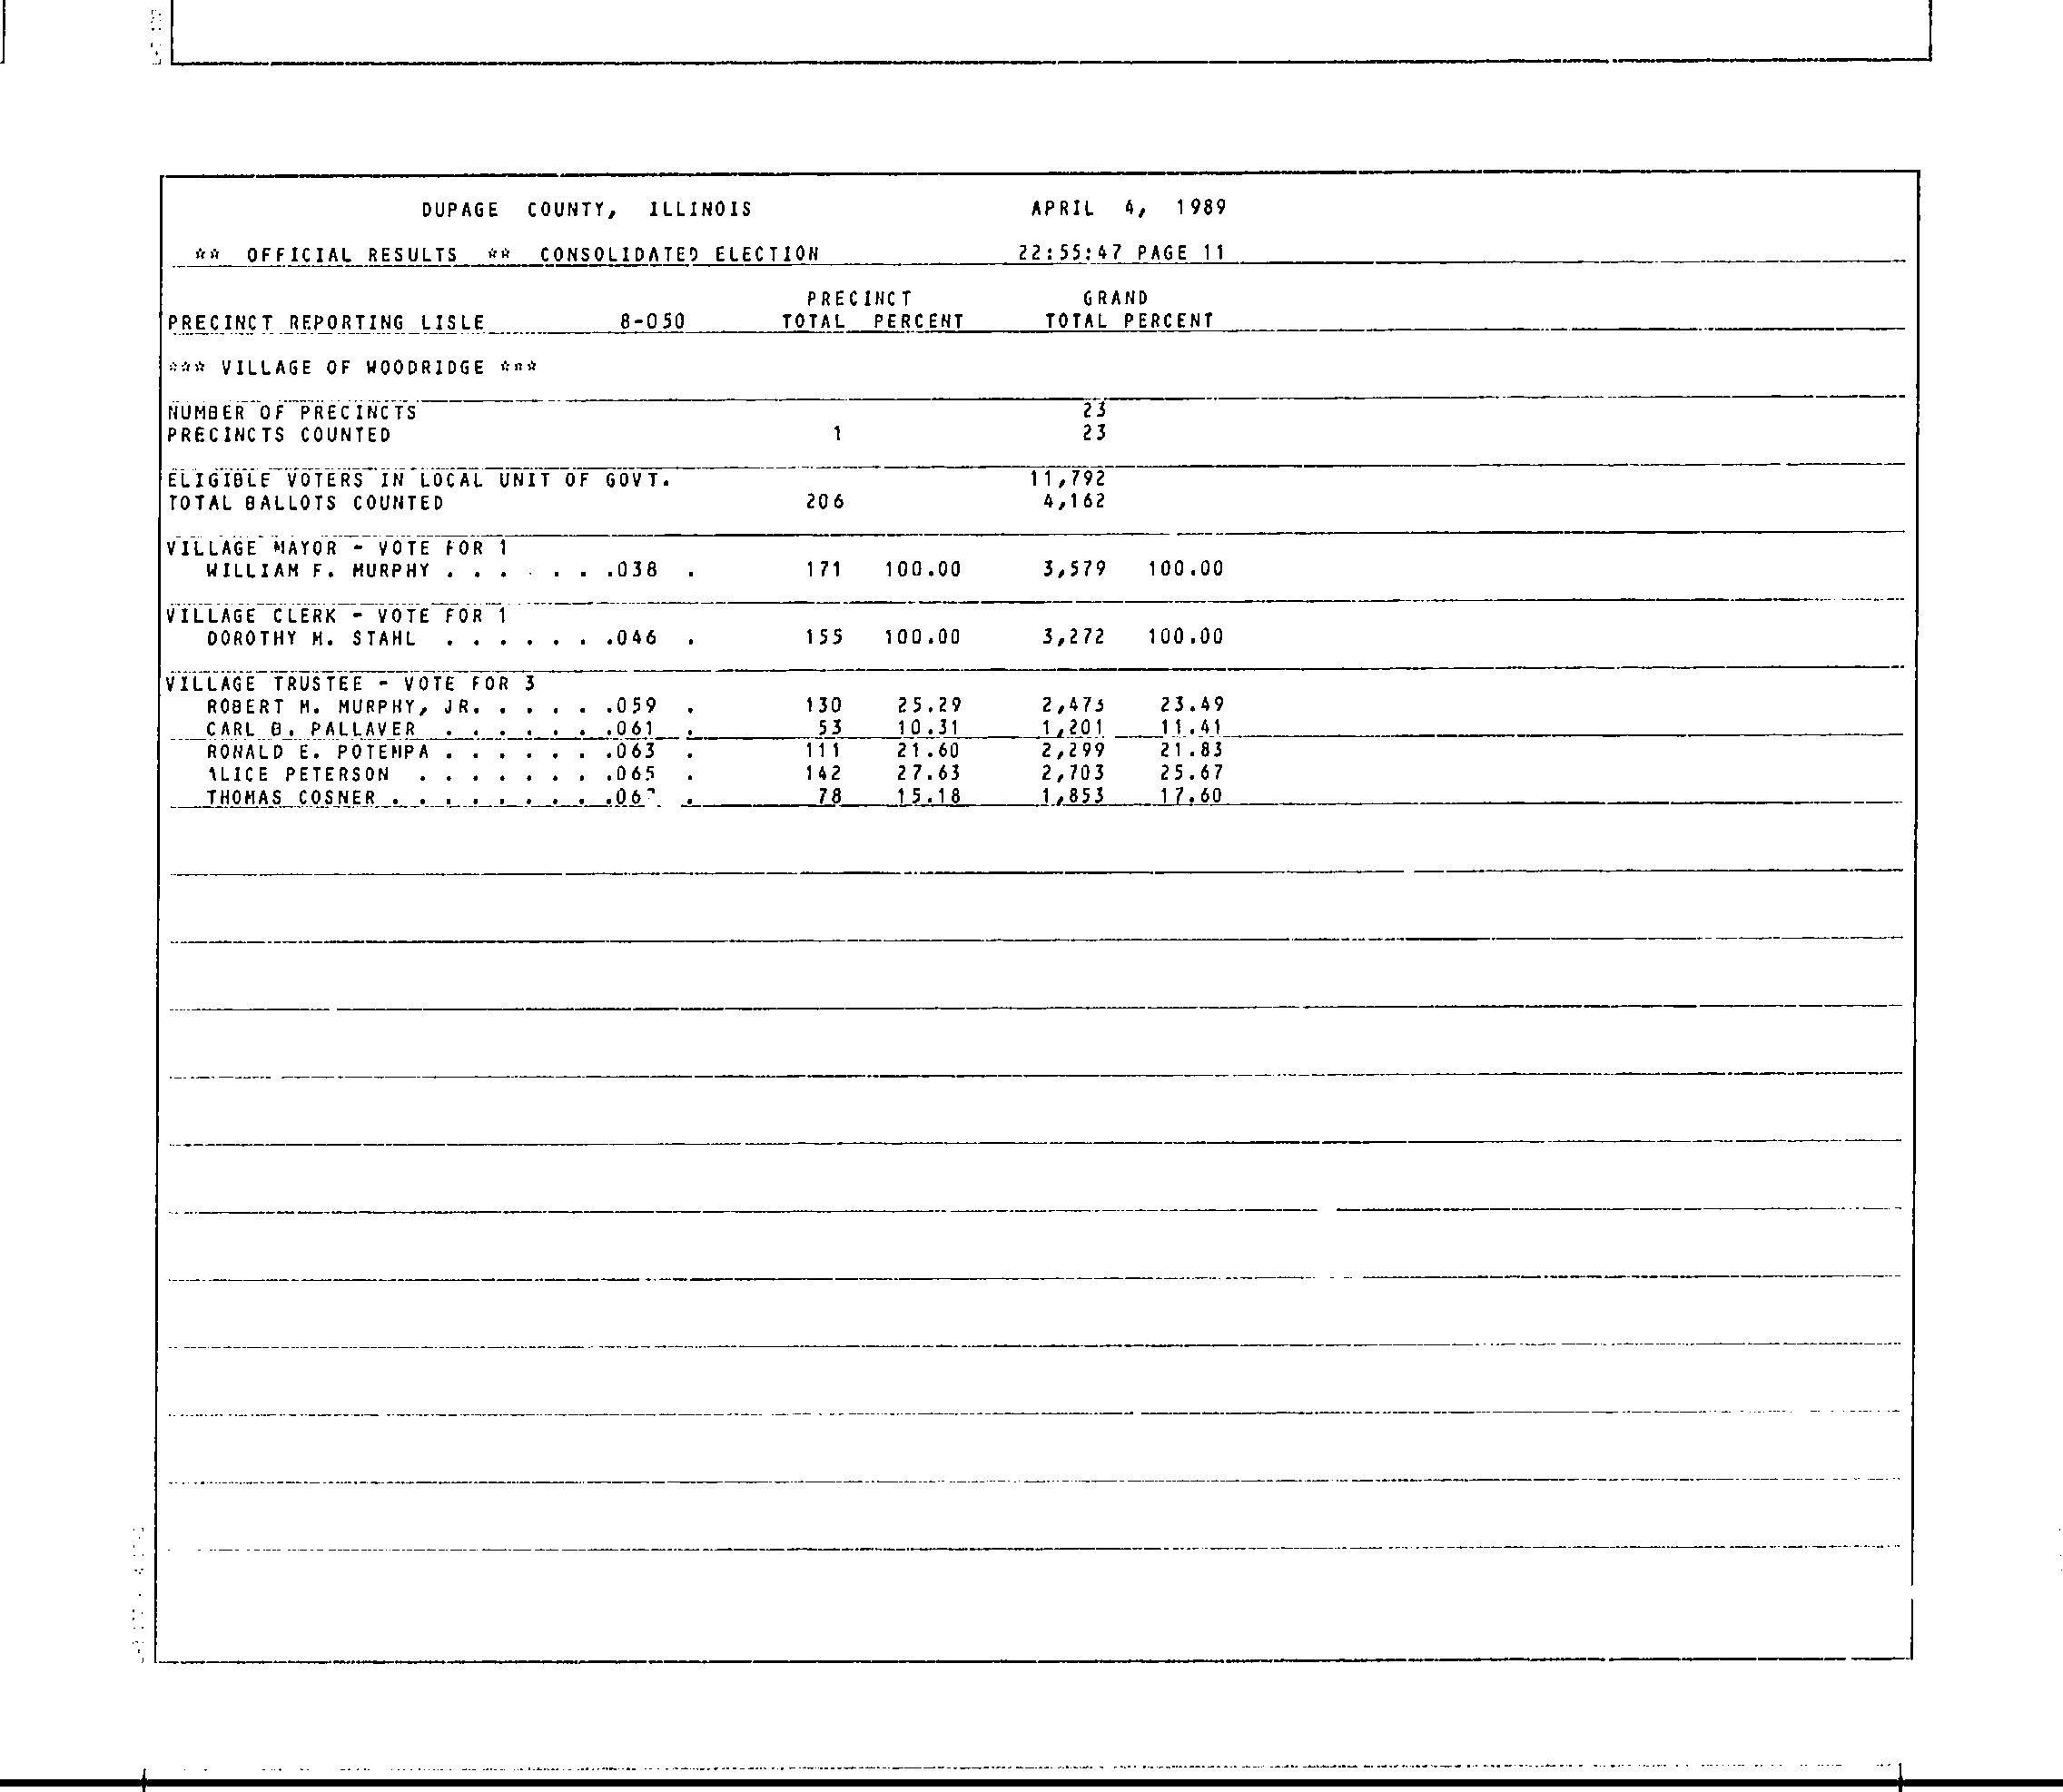 DUPAGE COUNTY, ILLINOIS APRIL 4, 1989
** OFFICIAL RESULTS ** CONSOLIDATED ELECTION 22:55:47 PAGE 11
PRECINCT GRAND
PRECINCT REPORTING LISLE 8-050 TOTAL PERCENT TOTAL PERCENT
*** VILLAGE OF WOODRIDGE ***
NUMBER OF PRECINCTS 23
PRECINCTS COUNTED 1 23
ELIGIBLE VOTERS IN LOCAL UNIT OF GOVT. 11,792
TOTAL BALLOTS COUNTED 206 4,162
VILLAGE MAYOR - VOTE FOR 1
WILLIAM F. MURPHY . . . . . . .038 . 171 100.00 3,579 100.00
VILLAGE CLERK - VOTE FOR 1
DOROTHY M. STAHL . . . . . . .046 . 155 100.00 3,272 100.00
VILLAGE TRUSTEE - VOTE FOR 3
ROBERT M. MURPHY, JR. . . . . .059 . 130 25.29 2,473 23.49
CARL B. PALLAVER . . . . . . .061 . 53 10.31 1,201 11.41
RONALD E. POTEMPA . . . . . . .063 . 111 21.60 2,299 21.83
ALICE PETERSON . . . . . . . .065 . 142 27.63 2,703 25.67
THOMAS COSNER . . . . . . . . . 78 15.18 1,853 17.60